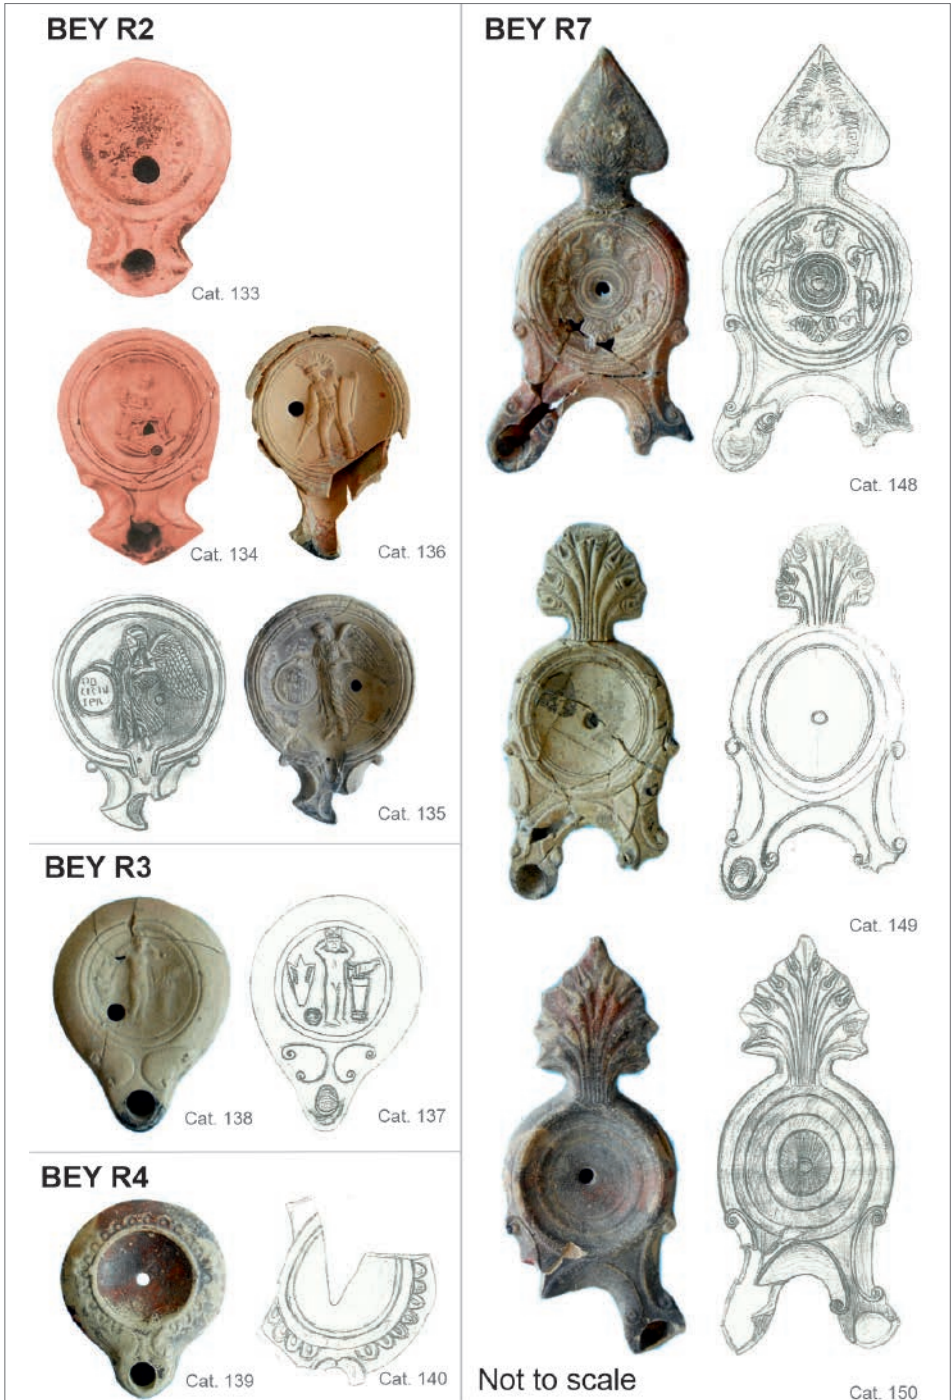 BEY R2
Cat. 133
Cat. 134
Cat. 136
Cat. 135
BEY R3
Cat. 138
Cat. 137
BEY R4
Cat. 139
Cat. 140
BEY R7
Cat. 148
Cat. 149
Not to scale
Cat. 150